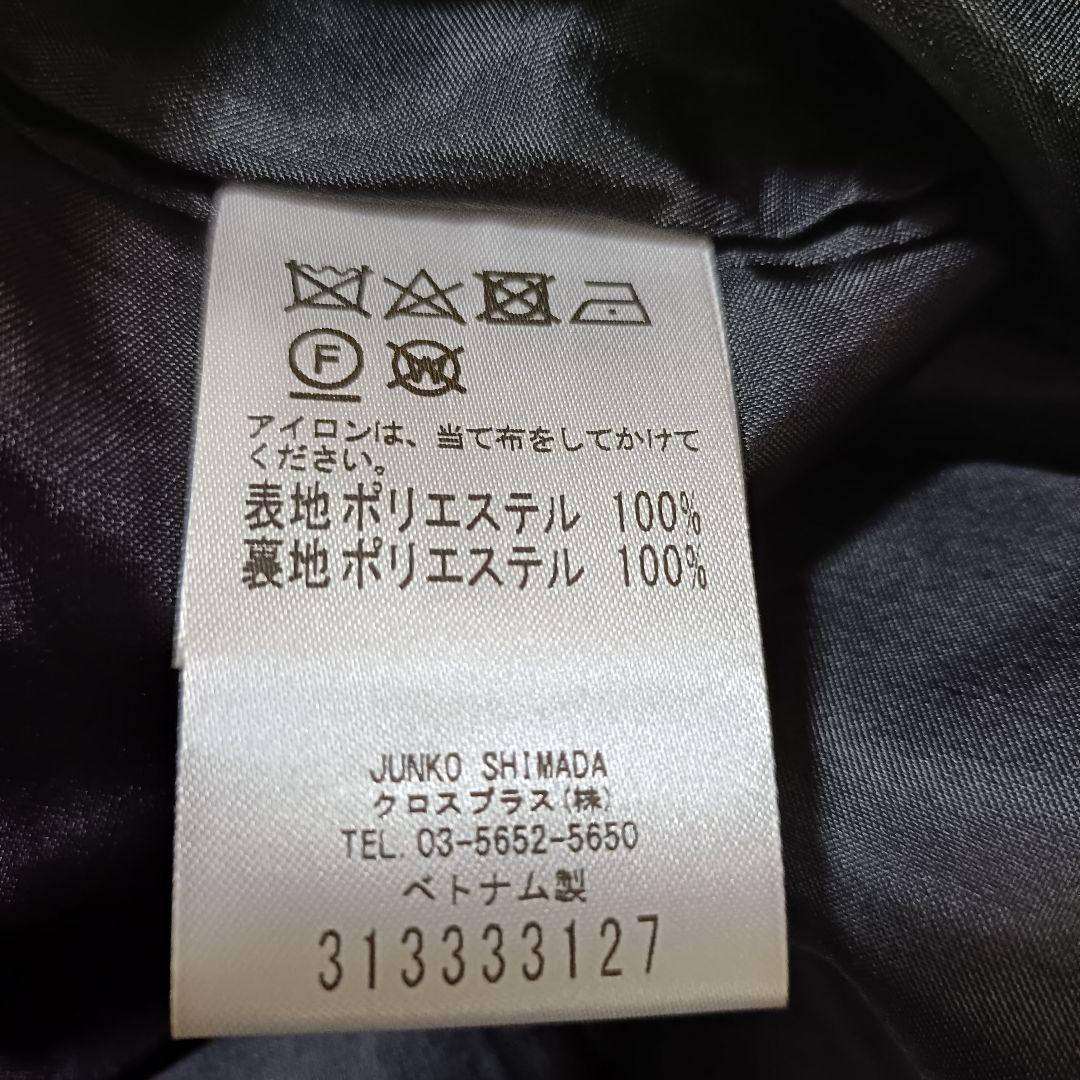 F W
アイロンは、当て布をしてかけて
ください。
表地 ポリエステル 100%
裏地 ポリエステル 100%
JUNKO SHIMADA
クロスプラス(株)
TEL. 03-5652-5650
ベトナム製
313333127